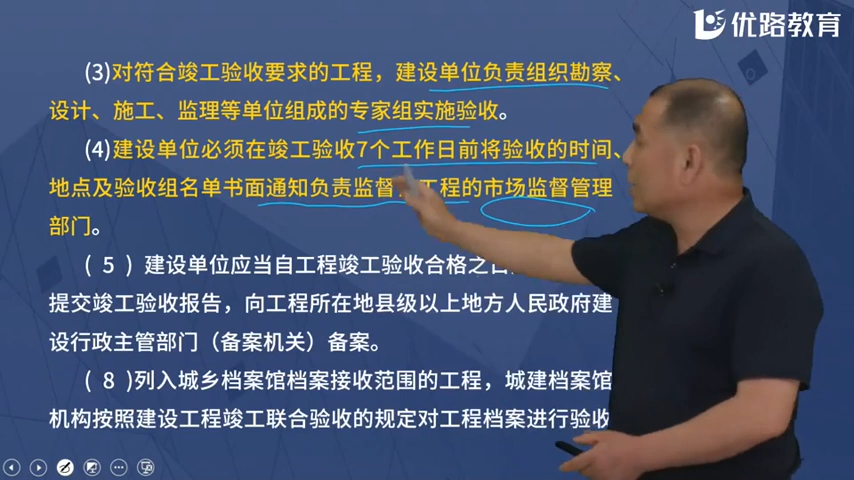 优路教育
(3)对符合竣工验收要求的工程，建设单位负责组织勘察、
设计、施工、监理等单位组成的专家组实施验收。
(4)建设单位必须在竣工验收7个工作日前将验收的时间、
地点及验收组名单书面通知负责监督 工程的市场监督管理
部门。
( 5 ) 建设单位应当自工程竣工验收合格之日
提交竣工验收报告，向工程所在地县级以上地方人民政府建
设行政主管部门（备案机关）备案。
( 8 )列入城乡档案馆档案接收范围的工程，城建档案馆
机构按照建设工程竣工联合验收的规定对工程档案进行验收